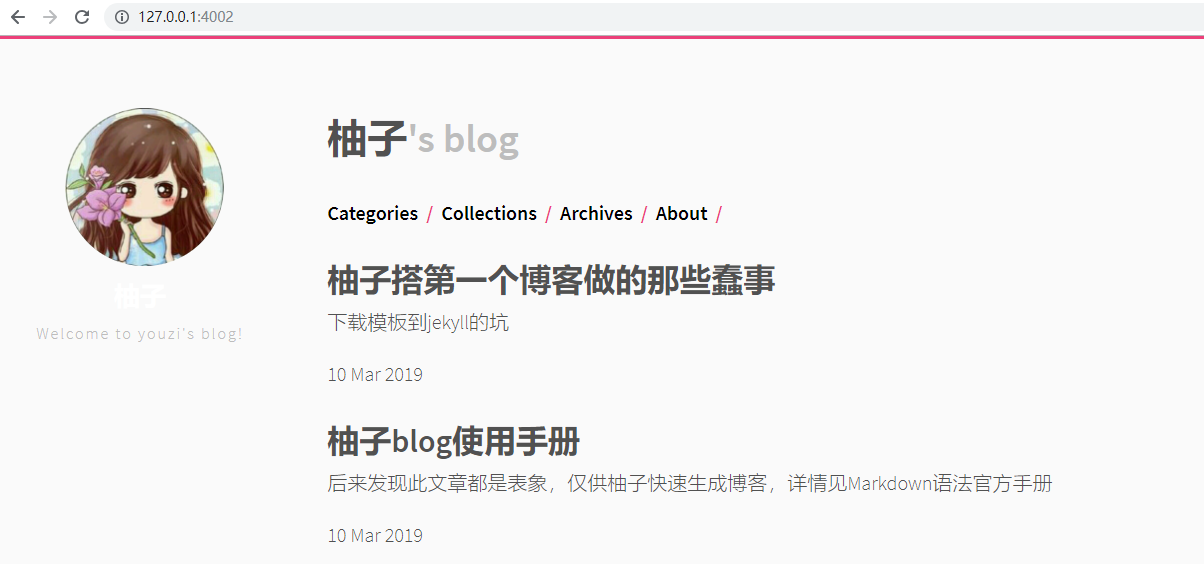 127.0.0.1:4002
柚子's blog
Categories / Collections / Archives / About /
柚子搭第一个博客做的那些蠢事
下载模板到jekyll的坑
10 Mar 2019
柚子
Welcome to youzi's blog!
柚子blog使用手册
后来发现此文章都是表象，仅供柚子快速生成博客，详情见Markdown语法官方手册
10 Mar 2019